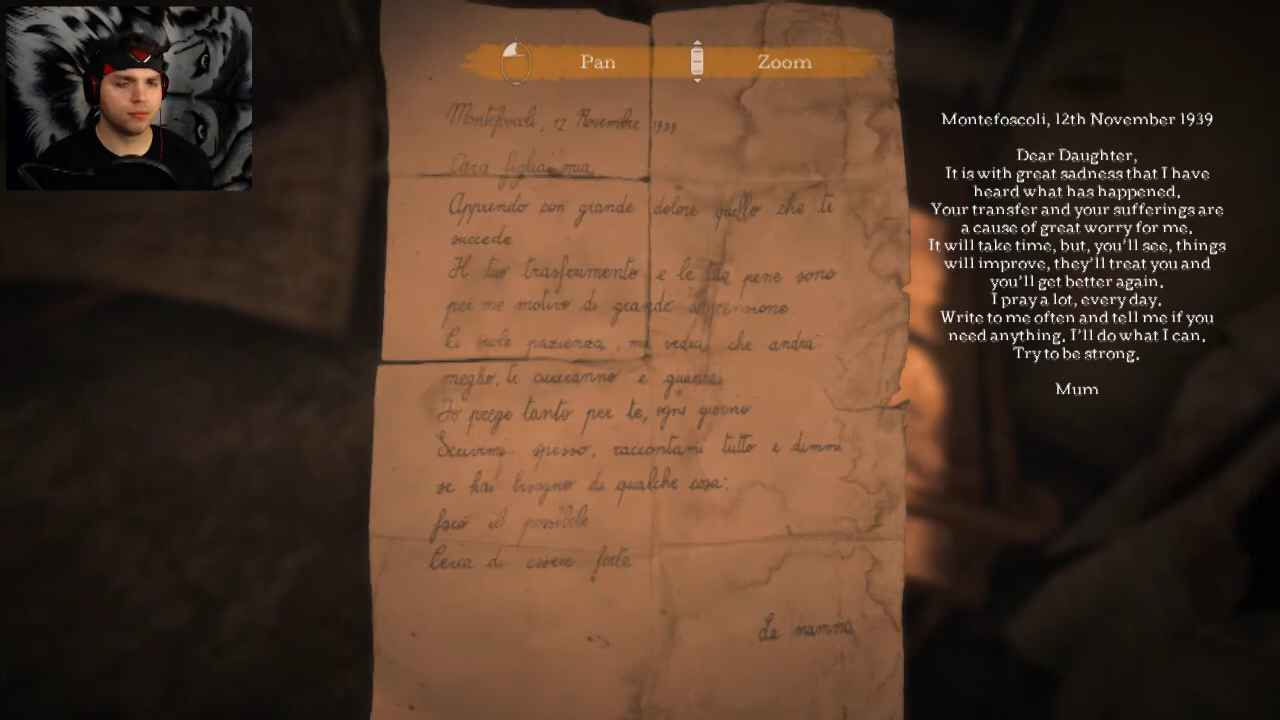 Pan Zoom
Montefoscoli, 12 Novembre 1939
Cara figlia mia
Apprendo con grande dolore quello che ti
succede
Il tuo trasferimento e le tue pene sono
per me motivo di grande apprensione
Ci vuole pazienza, ma vedrai che andrà
meglio, ti cureranno e guarirai
Io prego tanto per te, ogni giorno
Scrivimi spesso, raccontami tutto e dimmi
se hai bisogno di qualche cosa:
farò il possibile
Cerca di essere forte
La mamma
Montefoscoli, 12th November 1939
Dear Daughter,
It is with great sadness that I have
heard what has happened.
Your transfer and your sufferings are
a cause of great worry for me.
It will take time, but, you'll see, things
will improve, they'll treat you and
you'll get better again.
I pray a lot, every day.
Write to me often and tell me if you
need anything. I'll do what I can.
Try to be strong.
Mum